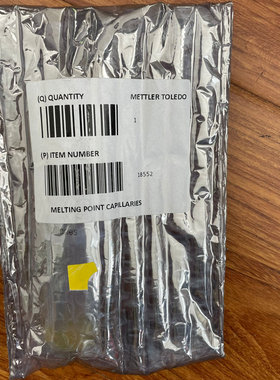 (Q) QUANTITY METTLER TOLEDO
1
(P) ITEM NUMBER
18552
MELTING POINT CAPILLARIES